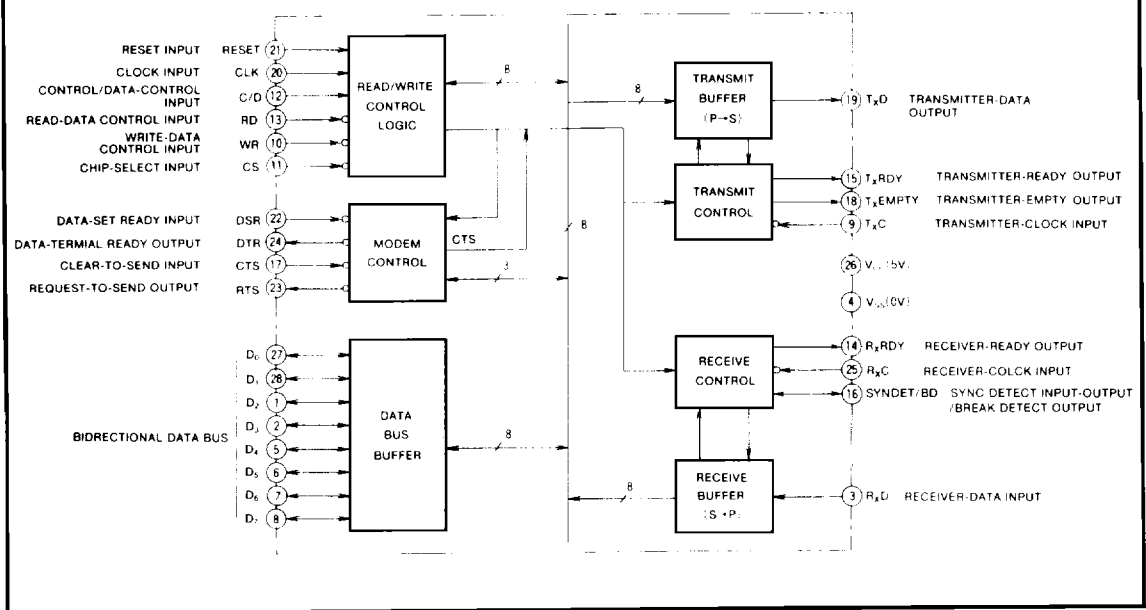 RESET INPUT RESET 21
CLOCK INPUT CLK 20
CONTROL/DATA-CONTROL
INPUT C/D 12
READ-DATA CONTROL INPUT RD 13
WRITE-DATA
CONTROL INPUT WR 10
CHIP-SELECT INPUT CS 11
READ/WRITE
CONTROL
LOGIC
8
DATA-SET READY INPUT DSR 22
DATA-TERMIAL READY OUTPUT DTR 24
CLEAR-TO-SEND INPUT CTS 17
REQUEST-TO-SEND OUTPUT RTS 23
MODEM
CONTROL
CTS
3
8
BIDRECTIONAL DATA BUS
D0 27
D1 28
D2 1
D3 2
D4 5
D5 6
D6 7
D7 8
DATA
BUS
BUFFER
8
8
TRANSMIT
BUFFER
(P→S)
19 TxD TRANSMITTER-DATA
OUTPUT
TRANSMIT
CONTROL
15 TxRDY TRANSMITTER-READY OUTPUT
18 TxEMPTY TRANSMITTER-EMPTY OUTPUT
9 TxC TRANSMITTER-CLOCK INPUT
26 (5V)
4 (0V)
RECEIVE
CONTROL
14 RxRDY RECEIVER-READY OUTPUT
25 RxC RECEIVER-COLCK INPUT
16 SYNDET/BD SYNC DETECT INPUT-OUTPUT
/BREAK DETECT OUTPUT
RECEIVE
BUFFER
(S→P)
8
3 RxD RECEIVER-DATA INPUT